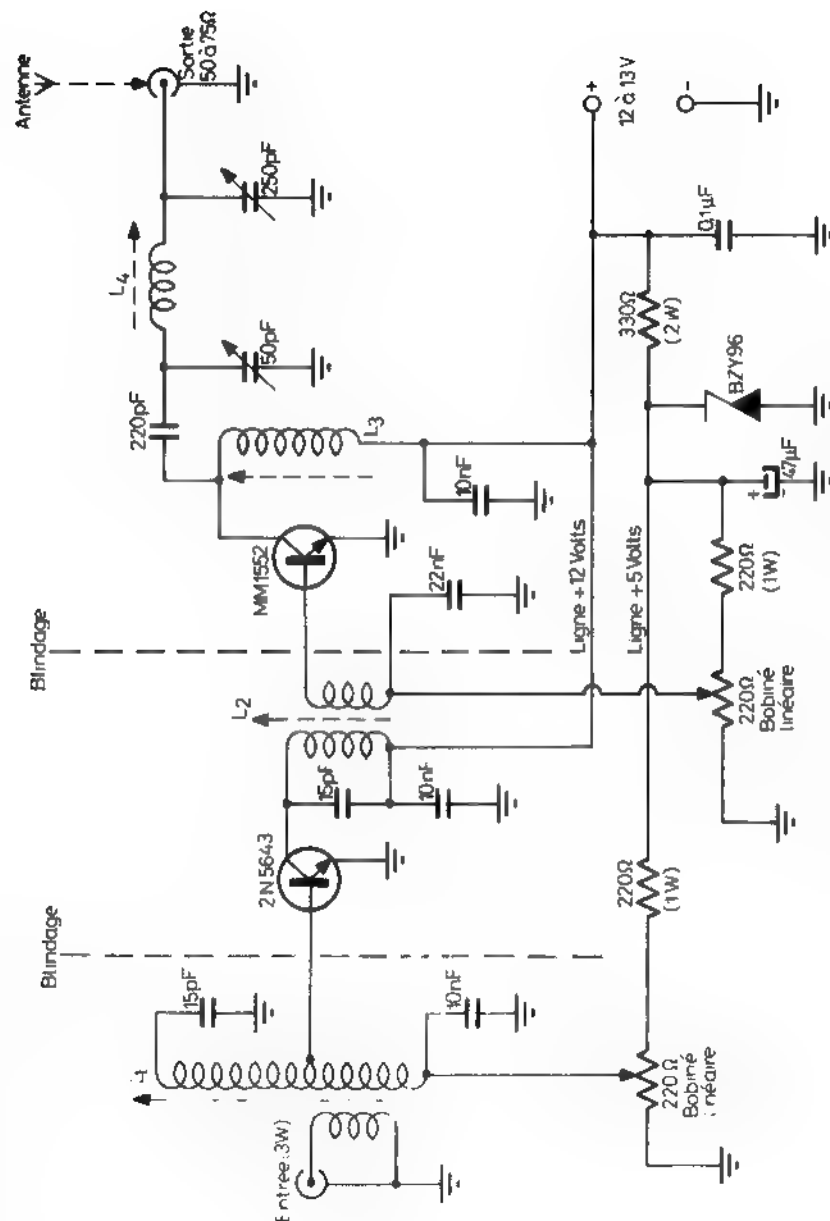 Antenne
Sortie
50 à 75Ω
L4
250pF
220pF
50pF
L3
10nF
MM1552
22nF
Blindage
L2
15pF
10nF
2N5643
Blindage
15pF
10nF
Entrée (3W)
12 à 13V
+
-
0,1µF
330Ω
(2W)
BZY96
47µF
+
-
Ligne +12 Volts
Ligne +5 Volts
220Ω
(1W)
220Ω
Bobiné
linéaire
220Ω
(1W)
220Ω
Bobiné
linéaire